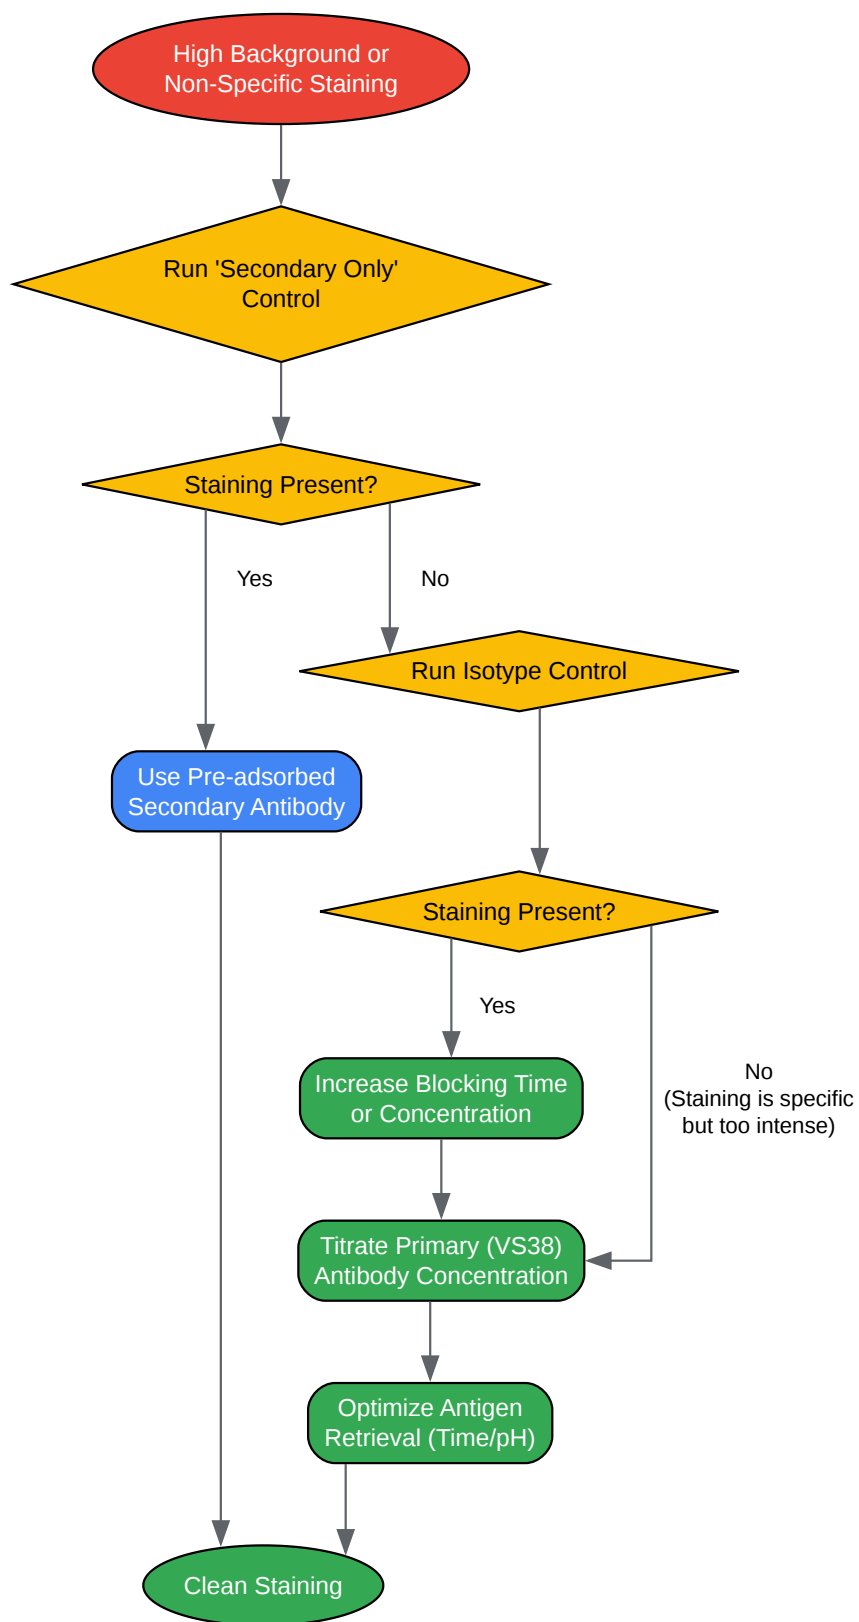 High Background or
Non-Specific Staining
Run 'Secondary Only'
Control
Staining Present?
Yes
No
Run Isotype Control
Use Pre-adsorbed
Secondary Antibody
Staining Present?
Yes
No
(Staining is specific
but too intense)
Increase Blocking Time
or Concentration
Titrate Primary (VS38)
Antibody Concentration
Optimize Antigen
Retrieval (Time/pH)
Clean Staining